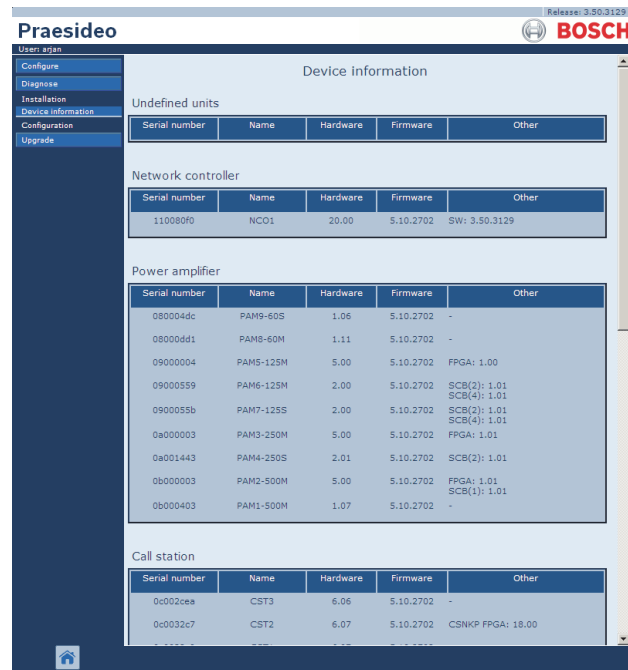 Release: 3.50.3129
Praesideo
BOSCH
User: arjan
Configure
Diagnose
Installation
Device information
Configuration
Upgrade
Device information
Undefined units
Serial number Name Hardware Firmware Other
Network controller
Serial number Name Hardware Firmware Other
110080f0 NCO1 20.00 5.10.2702 SW: 3.50.3129
Power amplifier
Serial number Name Hardware Firmware Other
080004dc PAM9-60S 1.06 5.10.2702 -
08000dd1 PAM8-60M 1.11 5.10.2702 -
09000004 PAM5-125M 5.00 5.10.2702 FPGA: 1.00
09000559 PAM6-125M 2.00 5.10.2702 SCB(2): 1.01
SCB(4): 1.01
0900055b PAM7-125S 2.00 5.10.2702 SCB(2): 1.01
SCB(4): 1.01
0a000003 PAM3-250M 5.00 5.10.2702 FPGA: 1.01
0a001443 PAM4-250S 2.01 5.10.2702 SCB(2): 1.01
0b000003 PAM2-500M 5.00 5.10.2702 FPGA: 1.01
SCB(1): 1.01
0b000403 PAM1-500M 1.07 5.10.2702 -
Call station
Serial number Name Hardware Firmware Other
0c002cea CST3 6.06 5.10.2702 -
0c0032c7 CST2 6.07 5.10.2702 CSNKP FPGA: 18.00